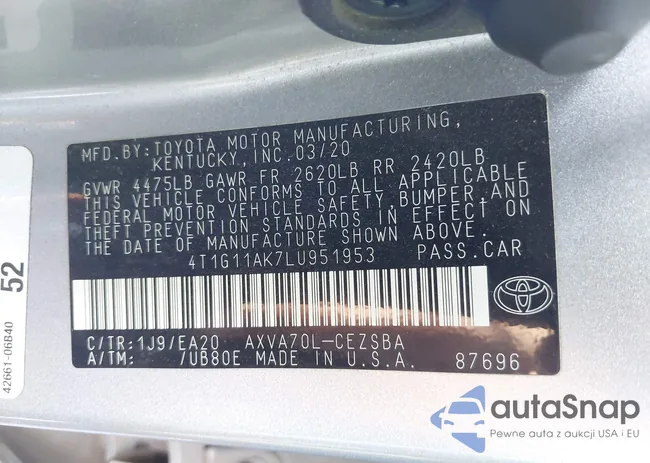 MFD.BY:TOYOTA MOTOR MANUFACTURING,
KENTUCKY, INC.03/20
GVWR 4475LB GAWR FR 2620LB RR 2420LB
THIS VEHICLE CONFORMS TO ALL APPLICABLE
FEDERAL MOTOR VEHICLE SAFETY, BUMPER, AND
THEFT PREVENTION STANDARDS IN EFFECT ON
THE DATE OF MANUFACTURE SHOWN ABOVE.
4T1G11AK7LU951953 PASS.CAR
C/TR:1J9/EA20 AXVA70L-CEZSBA
A/TM: /UB80E MADE IN U.S.A. 87696
52
42661-06B40
autaSnap
Pewne auta z aukcji USA i EU